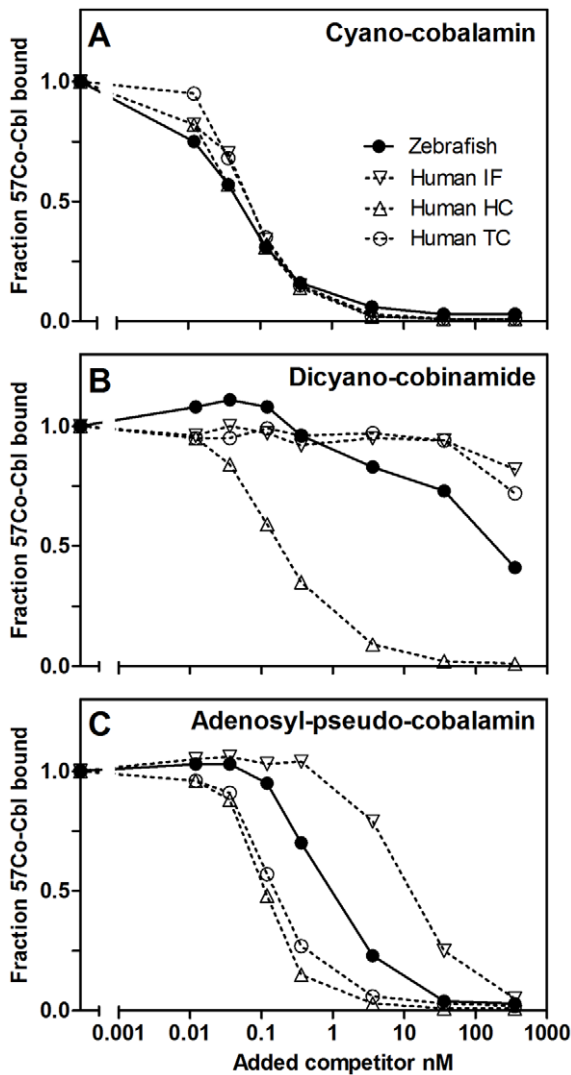 A
Cyano-cobalamin
Fraction 57Co-Cbl bound
1.0
0.5
0.0
Zebrafish
Human IF
Human HC
Human TC
B
Dicyano-cobinamide
Fraction 57Co-Cbl bound
1.0
0.5
0.0
C
Adenosyl-pseudo-cobalamin
Fraction 57Co-Cbl bound
1.0
0.5
0.0
0.001 0.01 0.1 1 10 100 1000
Added competitor nM